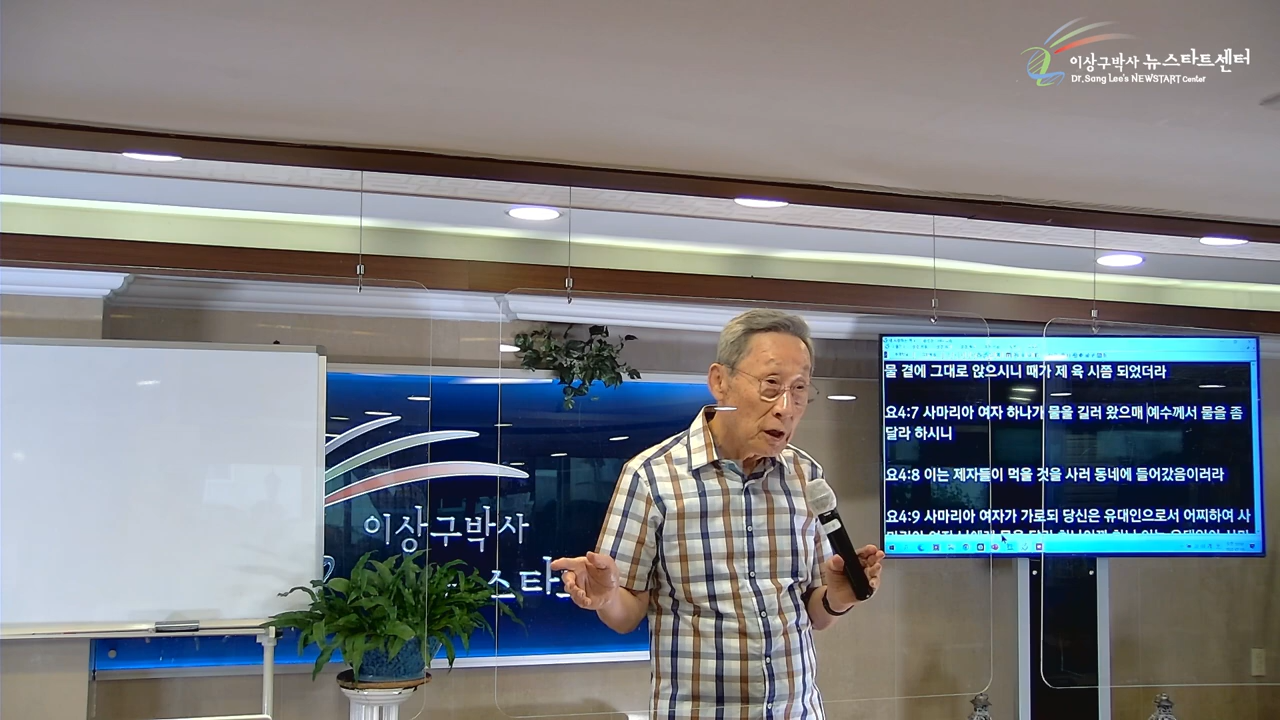 이상구박사 뉴스타트센터
Dr. Sang Lee's NEWSTART Center
물 곁에 그대로 앉으시니 때가 제 육 시쯤 되었더라
요4:7 사마리아 여자 하나가 물을 길러 왔으매 예수께서 물을 좀
달라 하시니
요4:8 이는 제자들이 먹을 것을 사러 동네에 들어갔음이러라
요4:9 사마리아 여자가 가로되 당신은 유대인으로서 어찌하여 사
이상구박사
스타